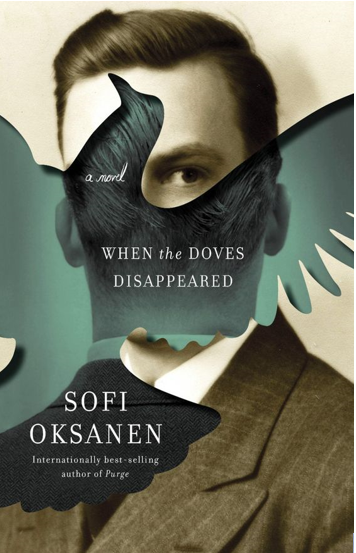 a novel
WHEN the DOVES
DISAPPEARED
SOFI
OKSANEN
Internationally best-selling
author of Purge